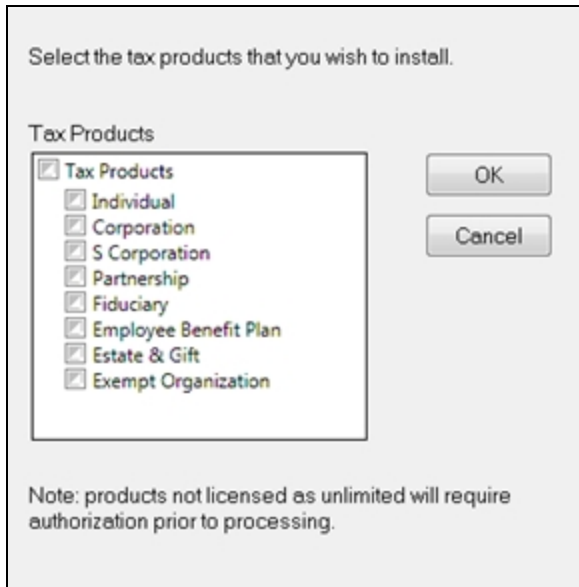 Select the tax products that you wish to install.
Tax Products
Tax Products
Individual
Corporation
S Corporation
Partnership
Fiduciary
Employee Benefit Plan
Estate & Gift
Exempt Organization
OK
Cancel
Note: products not licensed as unlimited will require
authorization prior to processing.